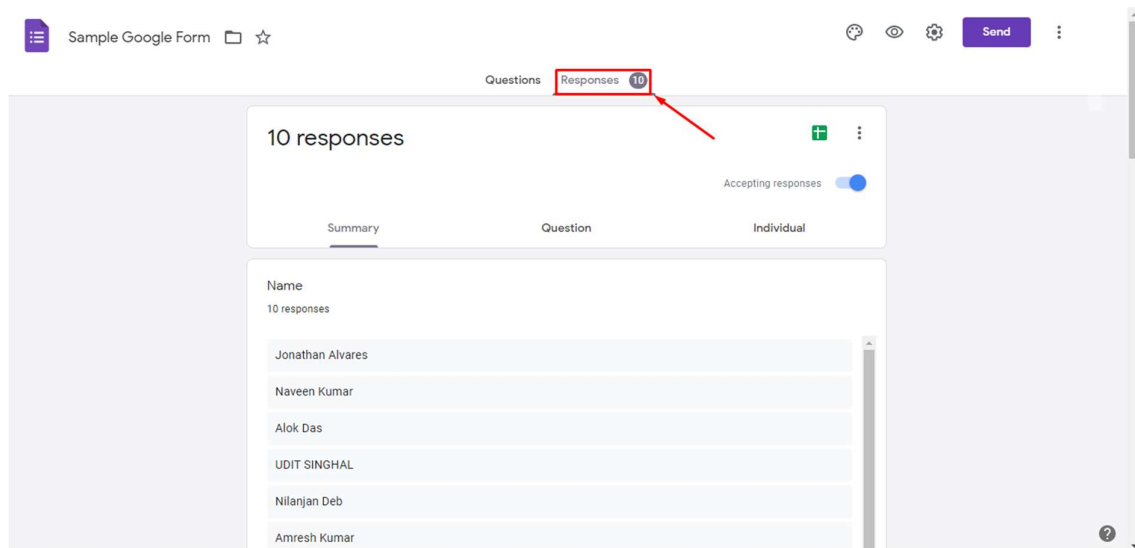 Sample Google Form
Send
Questions Responses 10
10 responses
Accepting responses
Summary Question Individual
Name
10 responses
Jonathan Alvares
Naveen Kumar
Alok Das
UDIT SINGHAL
Nilanjan Deb
Amresh Kumar